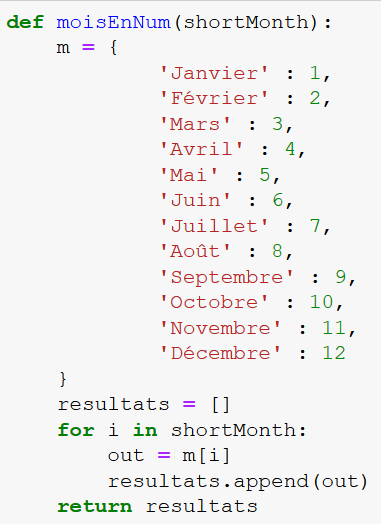 def moisEnNum(shortMonth):
    m = {
            'Janvier' : 1,
            'Février' : 2,
            'Mars' : 3,
            'Avril' : 4,
            'Mai' : 5,
            'Juin' : 6,
            'Juillet' : 7,
            'Août' : 8,
            'Septembre' : 9,
            'Octobre' : 10,
            'Novembre' : 11,
            'Décembre' : 12
    }
    resultats = []
    for i in shortMonth:
        out = m[i]
        resultats.append(out)
    return resultats